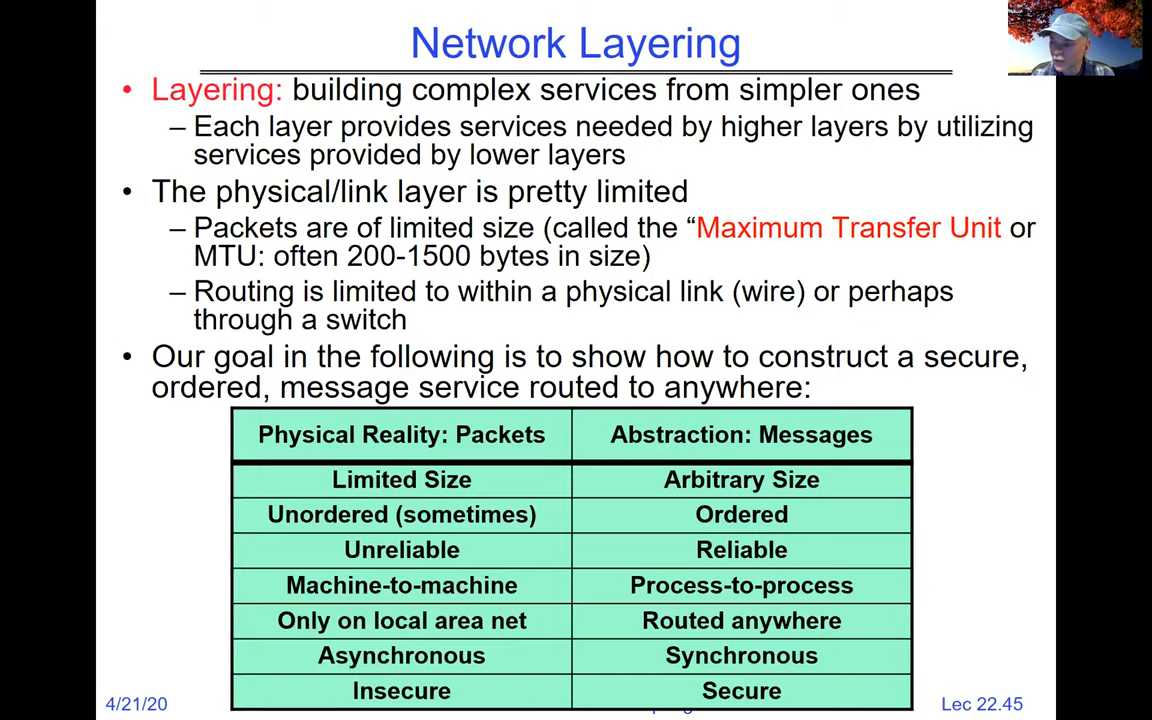 Network Layering
• Layering: building complex services from simpler ones
– Each layer provides services needed by higher layers by utilizing
services provided by lower layers
• The physical/link layer is pretty limited
– Packets are of limited size (called the “Maximum Transfer Unit or
MTU: often 200-1500 bytes in size)
– Routing is limited to within a physical link (wire) or perhaps
through a switch
• Our goal in the following is to show how to construct a secure,
ordered, message service routed to anywhere:
Physical Reality: Packets Abstraction: Messages
Limited Size Arbitrary Size
Unordered (sometimes) Ordered
Unreliable Reliable
Machine-to-machine Process-to-process
Only on local area net Routed anywhere
Asynchronous Synchronous
Insecure Secure
4/21/20 Lec 22.45